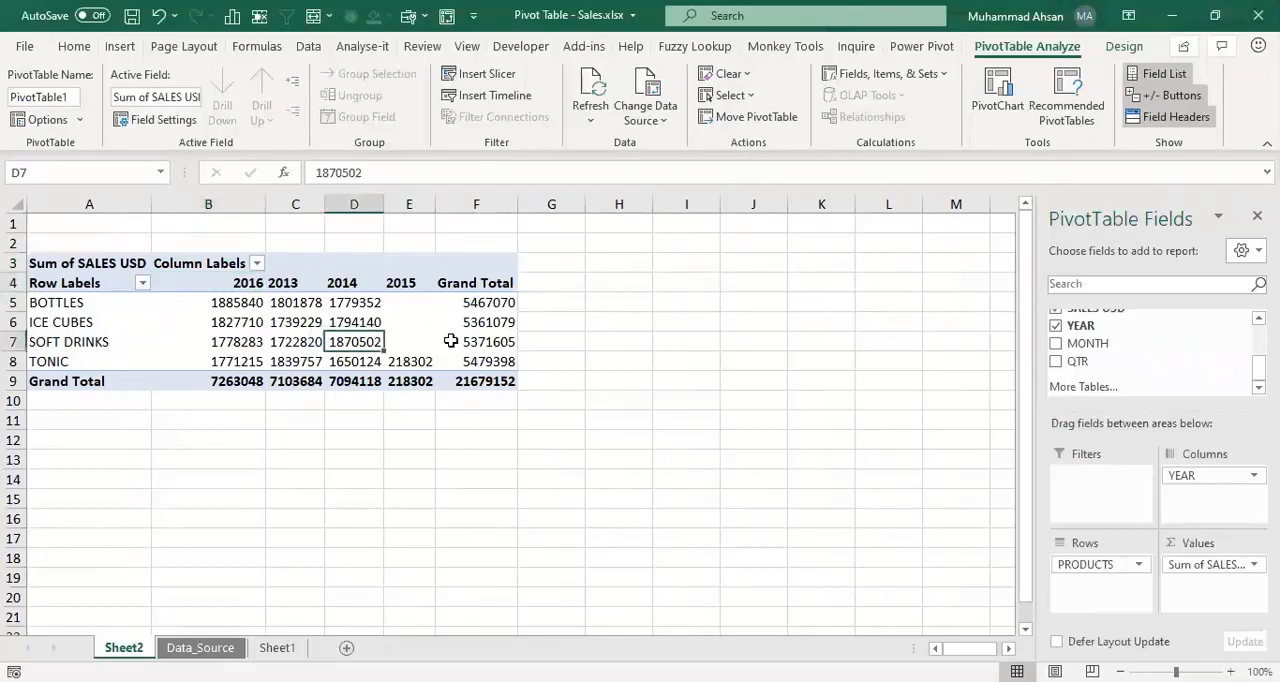 AutoSave Off Pivot Table - Sales.xlsx Search Muhammad Ahsan MA
File Home Insert Page Layout Formulas Data Analyse-it Review View Developer Add-ins Help Fuzzy Lookup Monkey Tools Inquire Power Pivot PivotTable Analyze Design
PivotTable Name: Active Field: Group Selection Insert Slicer Clear Fields, Items, & Sets Field List
PivotTable1 Sum of SALES USI Drill Down Drill Up Ungroup Insert Timeline Refresh Change Data Source Select OLAP Tools PivotChart Recommended PivotTables +/- Buttons
Options Field Settings Group Field Filter Connections Move PivotTable Relationships Field Headers
PivotTable Active Field Group Filter Data Actions Calculations Tools Show
D7 fx 1870502
A B C D E F G H I J K L M
1
2
3 Sum of SALES USD Column Labels
4 Row Labels 2016 2013 2014 2015 Grand Total
5 BOTTLES 1885840 1801878 1779352 5467070
6 ICE CUBES 1827710 1739229 1794140 5361079
7 SOFT DRINKS 1778283 1722820 1870502 5371605
8 TONIC 1771215 1839757 1650124 218302 5479398
9 Grand Total 7263048 7103684 7094118 218302 21679152
10
11
12
13
14
15
16
17
18
19
20
21
PivotTable Fields
Choose fields to add to report:
Search
SALES USD
YEAR
MONTH
QTR
More Tables...
Drag fields between areas below:
Filters Columns
YEAR
Rows Values
PRODUCTS Sum of SALES...
Defer Layout Update Update
Sheet2 Data_Source Sheet1
100%